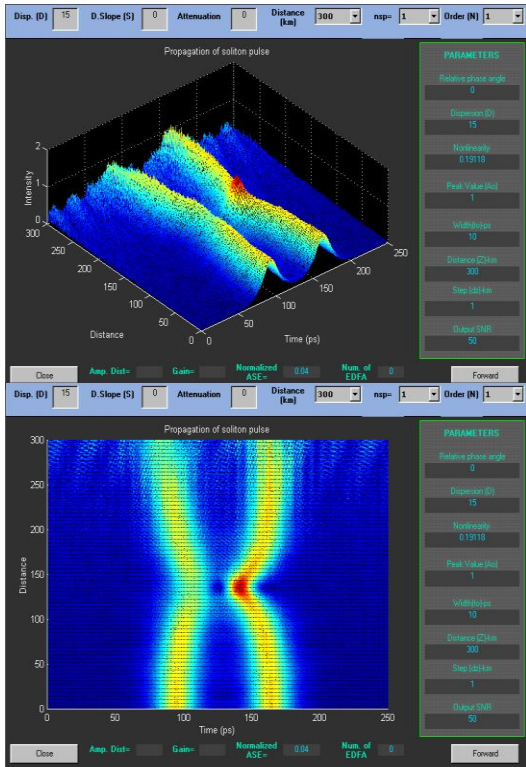 Disp. (D) 15 D.Slope (S) 0 Attenuation 0 Distance (km) 300 nsp= 1 Order (N) 1
Propagation of soliton pulse
2
1
0
Intensity
300
250
200
150
100
50
0
Distance
0
50
100
150
200
250
Time (ps)
PARAMETERS
Relative phase angle
0
Dispersion (D)
15
Nonlinearity
0.19118
Peak Value (Ao)
1
Width(to)-ps
10
Distance (Z)-km
300
Step (dz)-km
1
Output SNR
50
Close Amp. Dist= Gain= Normalized ASE= 0.04 Num. of EDFA 0 Forward
Disp. (D) 15 D.Slope (S) 0 Attenuation 0 Distance (km) 300 nsp= 1 Order (N) 1
Propagation of soliton pulse
300
250
200
150
100
50
0
Distance
0 50 100 150 200 250
Time (ps)
PARAMETERS
Relative phase angle
0
Dispersion (D)
15
Nonlinearity
0.19118
Peak Value (Ao)
1
Width(to)-ps
10
Distance (Z)-km
300
Step (dz)-km
1
Output SNR
50
Close Amp. Dist= Gain= Normalized ASE= 0.04 Num. of EDFA 0 Forward